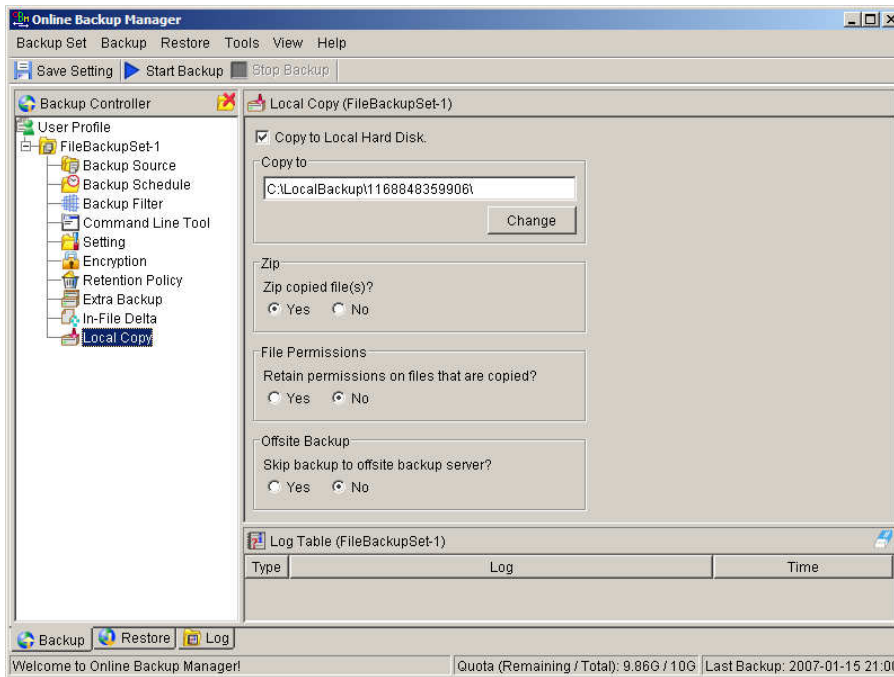 Online Backup Manager
Backup Set Backup Restore Tools View Help
Save Setting Start Backup Stop Backup
Backup Controller
User Profile
FileBackupSet-1
Backup Source
Backup Schedule
Backup Filter
Command Line Tool
Setting
Encryption
Retention Policy
Extra Backup
In-File Delta
Local Copy
Local Copy (FileBackupSet-1)
Copy to Local Hard Disk.
Copy to
C:\LocalBackup\1168848359906\
Change
Zip
Zip copied file(s)?
Yes No
File Permissions
Retain permissions on files that are copied?
Yes No
Offsite Backup
Skip backup to offsite backup server?
Yes No
Log Table (FileBackupSet-1)
Type Log Time
Backup Restore Log
Welcome to Online Backup Manager! Quota (Remaining / Total): 9.86G / 10G Last Backup: 2007-01-15 21:00